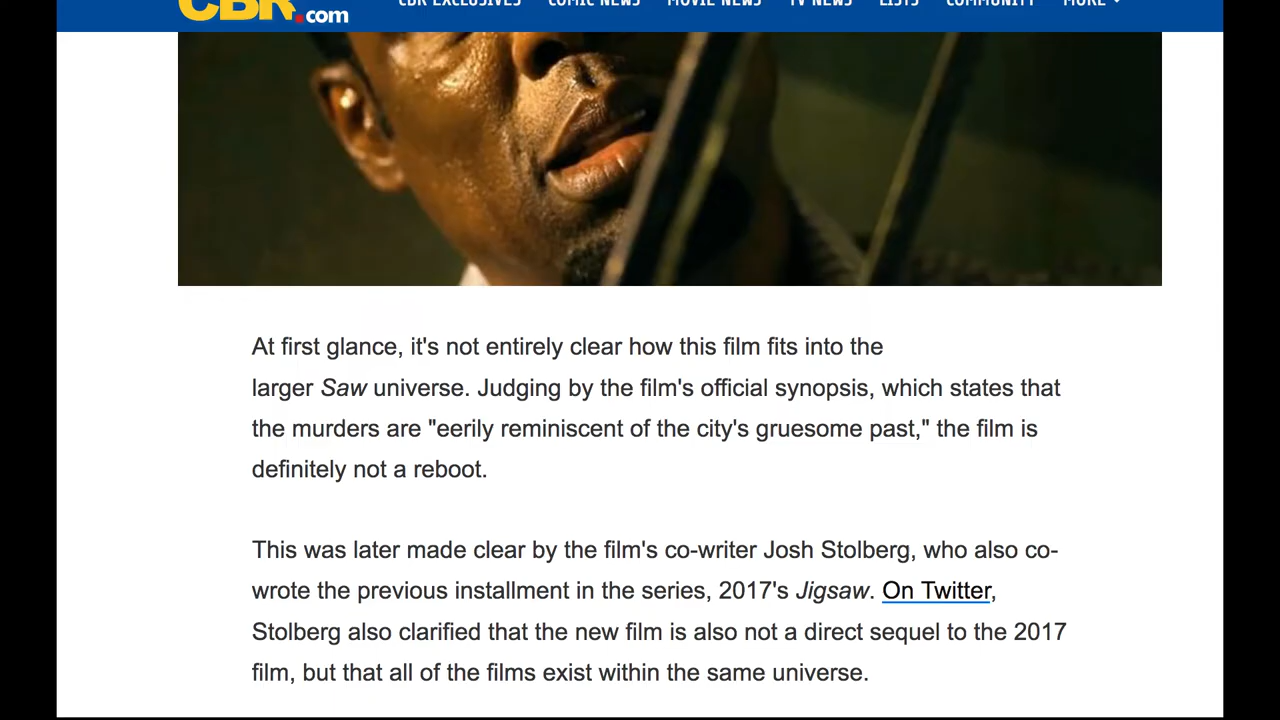 CBR.com
CBR EXCLUSIVES COMIC NEWS MOVIE NEWS TV NEWS LISTS COMMUNITY MORE
At first glance, it's not entirely clear how this film fits into the
larger Saw universe. Judging by the film's official synopsis, which states that
the murders are "eerily reminiscent of the city's gruesome past," the film is
definitely not a reboot.
This was later made clear by the film's co-writer Josh Stolberg, who also co-
wrote the previous installment in the series, 2017's Jigsaw. On Twitter,
Stolberg also clarified that the new film is also not a direct sequel to the 2017
film, but that all of the films exist within the same universe.